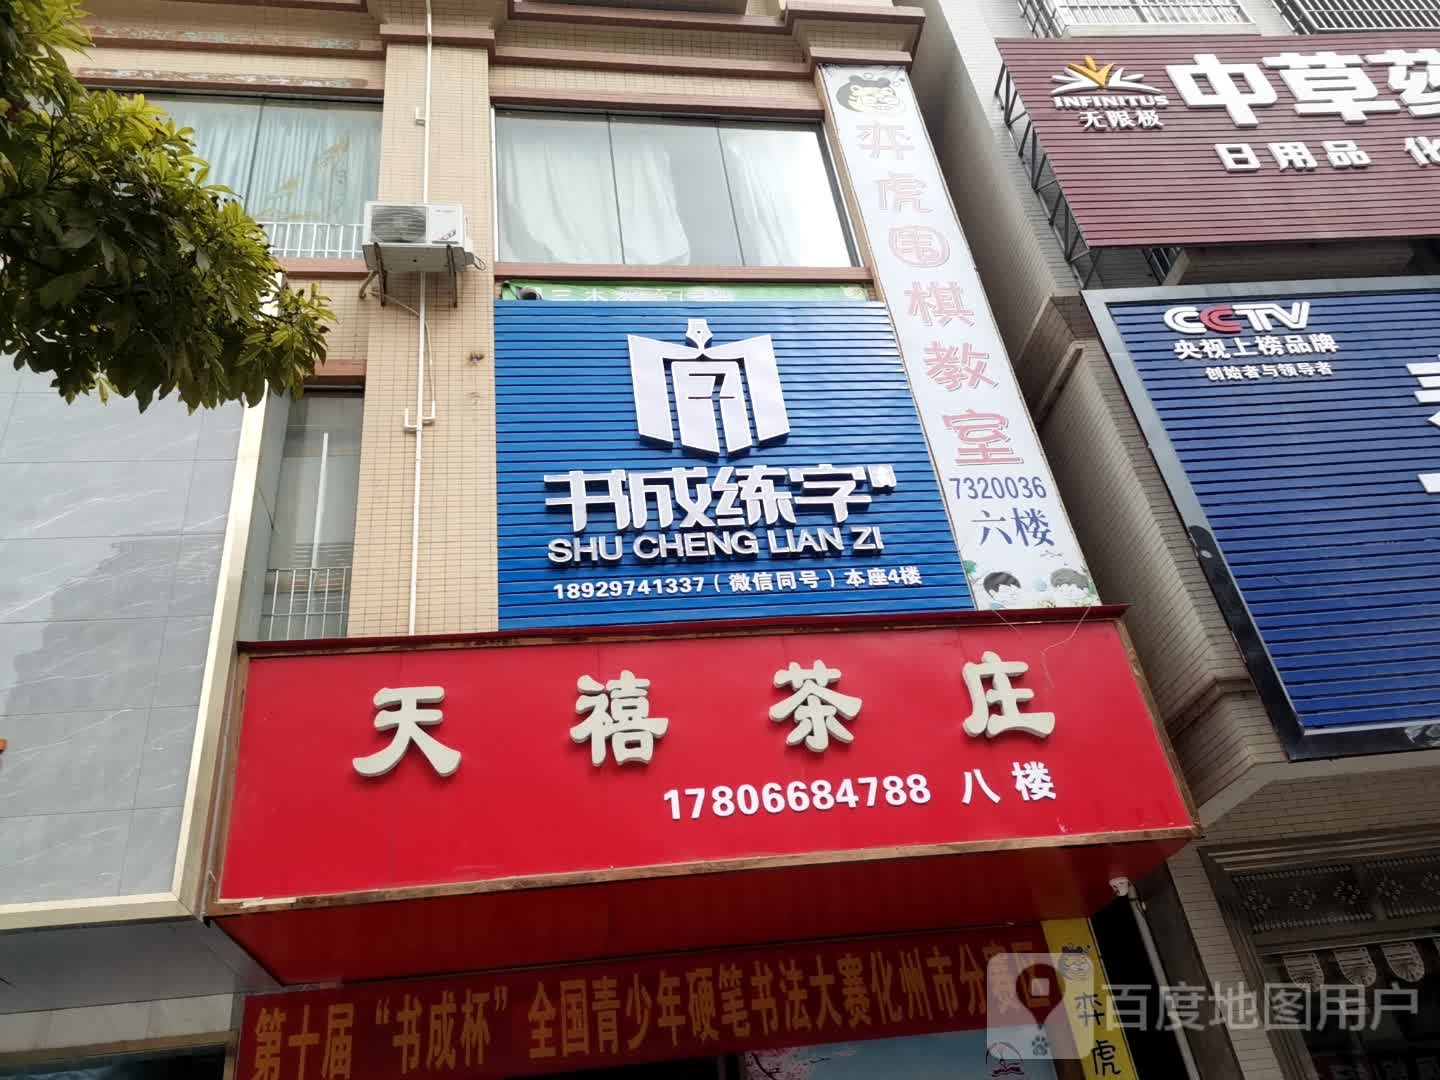 弈虎围棋教室
7320036
六楼
INFINITUS
无限极
中草药
日用品 化
CCTV
央视上榜品牌
创始者与领导者
书成练字
SHU CHENG LIAN ZI
18929741337（微信同号）本座4楼
天禧茶庄
17806684788 八楼
第十届“书成杯”全国青少年硬笔书法大赛化州市分赛区
弈虎
百度地图用户